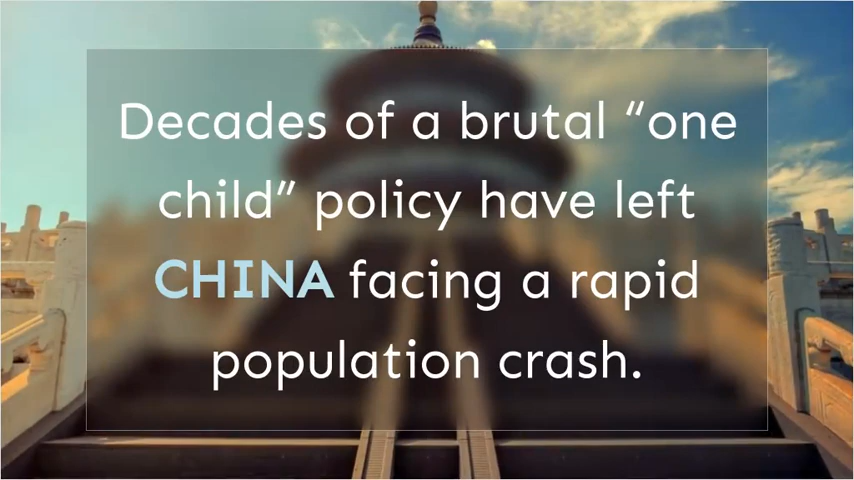 Decades of a brutal “one
child” policy have left
CHINA facing a rapid
population crash.